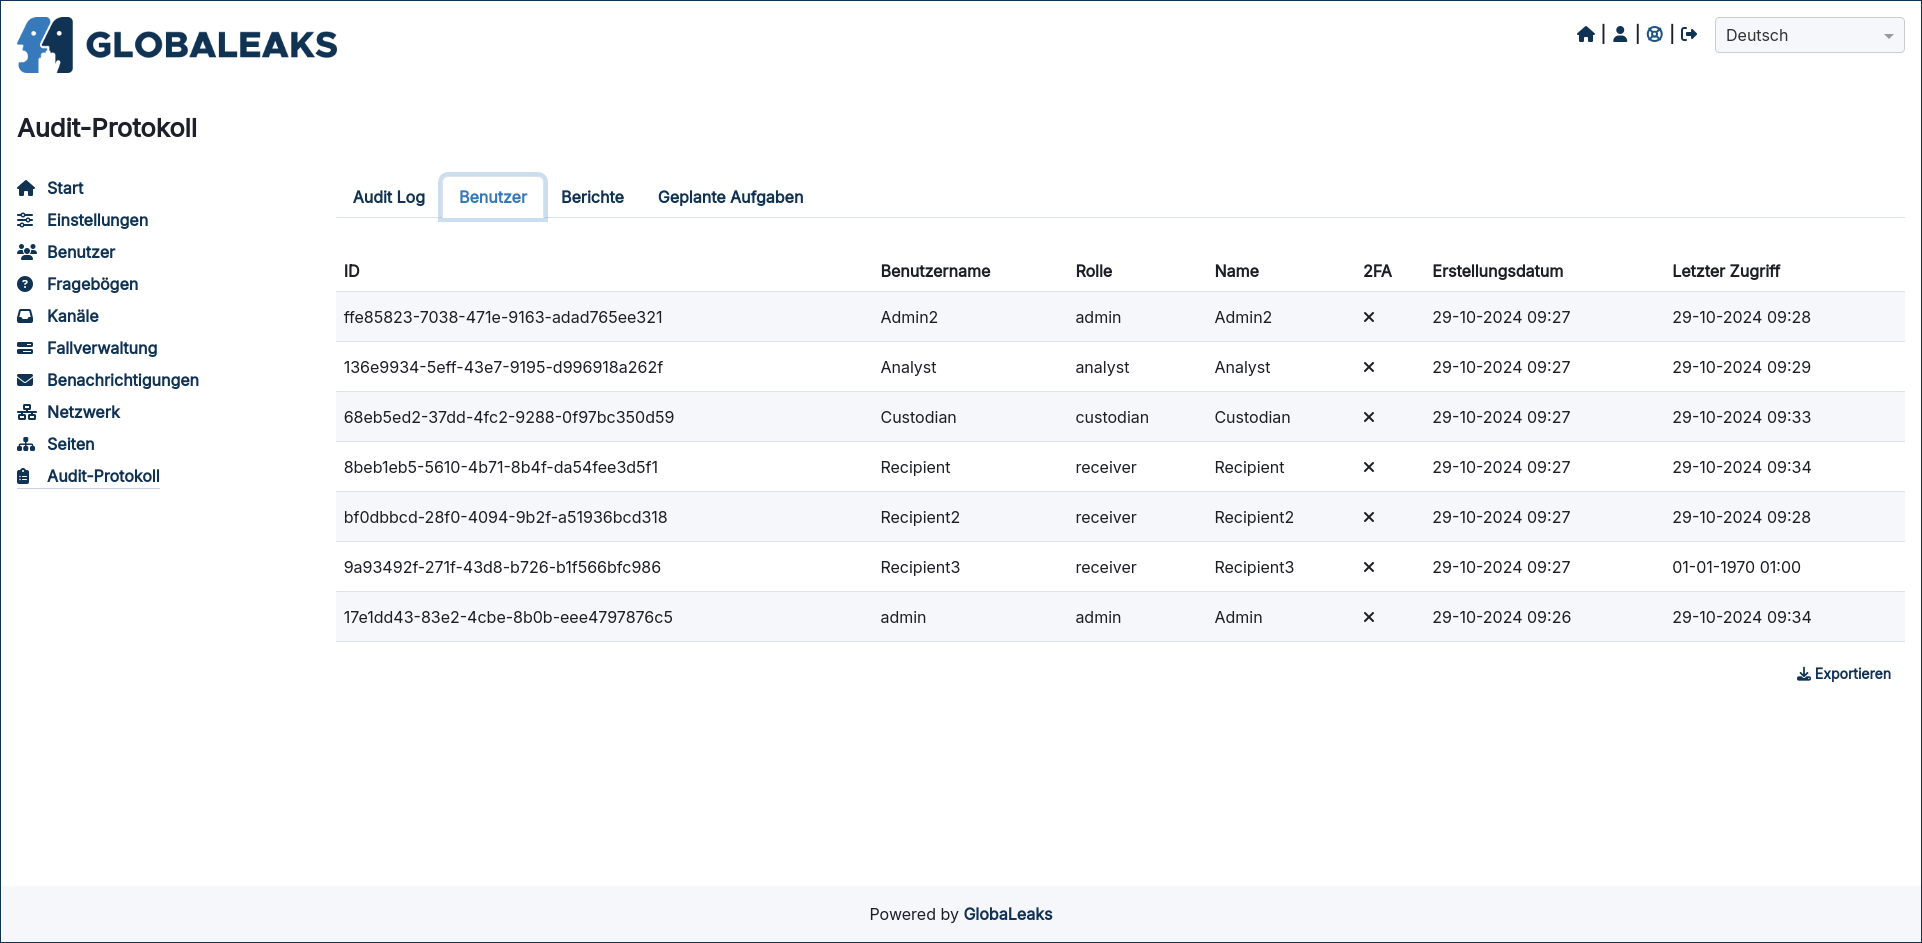 GLOBALEAKS
Deutsch
Audit-Protokoll
Start
Einstellungen
Benutzer
Fragebögen
Kanäle
Fallverwaltung
Benachrichtigungen
Netzwerk
Seiten
Audit-Protokoll
Audit Log Benutzer Berichte Geplante Aufgaben
ID Benutzername Rolle Name 2FA Erstellungsdatum Letzter Zugriff
ffe85823-7038-471e-9163-adad765ee321 Admin2 admin Admin2 29-10-2024 09:27 29-10-2024 09:28
136e9934-5eff-43e7-9195-d996918a262f Analyst analyst Analyst 29-10-2024 09:27 29-10-2024 09:29
68eb5ed2-37dd-4fc2-9288-0f97bc350d59 Custodian custodian Custodian 29-10-2024 09:27 29-10-2024 09:33
8beb1eb5-5610-4b71-8b4f-da54fee3d5f1 Recipient receiver Recipient 29-10-2024 09:27 29-10-2024 09:34
bf0dbbcd-28f0-4094-9b2f-a51936bcd318 Recipient2 receiver Recipient2 29-10-2024 09:27 29-10-2024 09:28
9a93492f-271f-43d8-b726-b1f566bfc986 Recipient3 receiver Recipient3 29-10-2024 09:27 01-01-1970 01:00
17e1dd43-83e2-4cbe-8b0b-eee4797876c5 admin admin Admin 29-10-2024 09:26 29-10-2024 09:34
Exportieren
Powered by GlobaLeaks